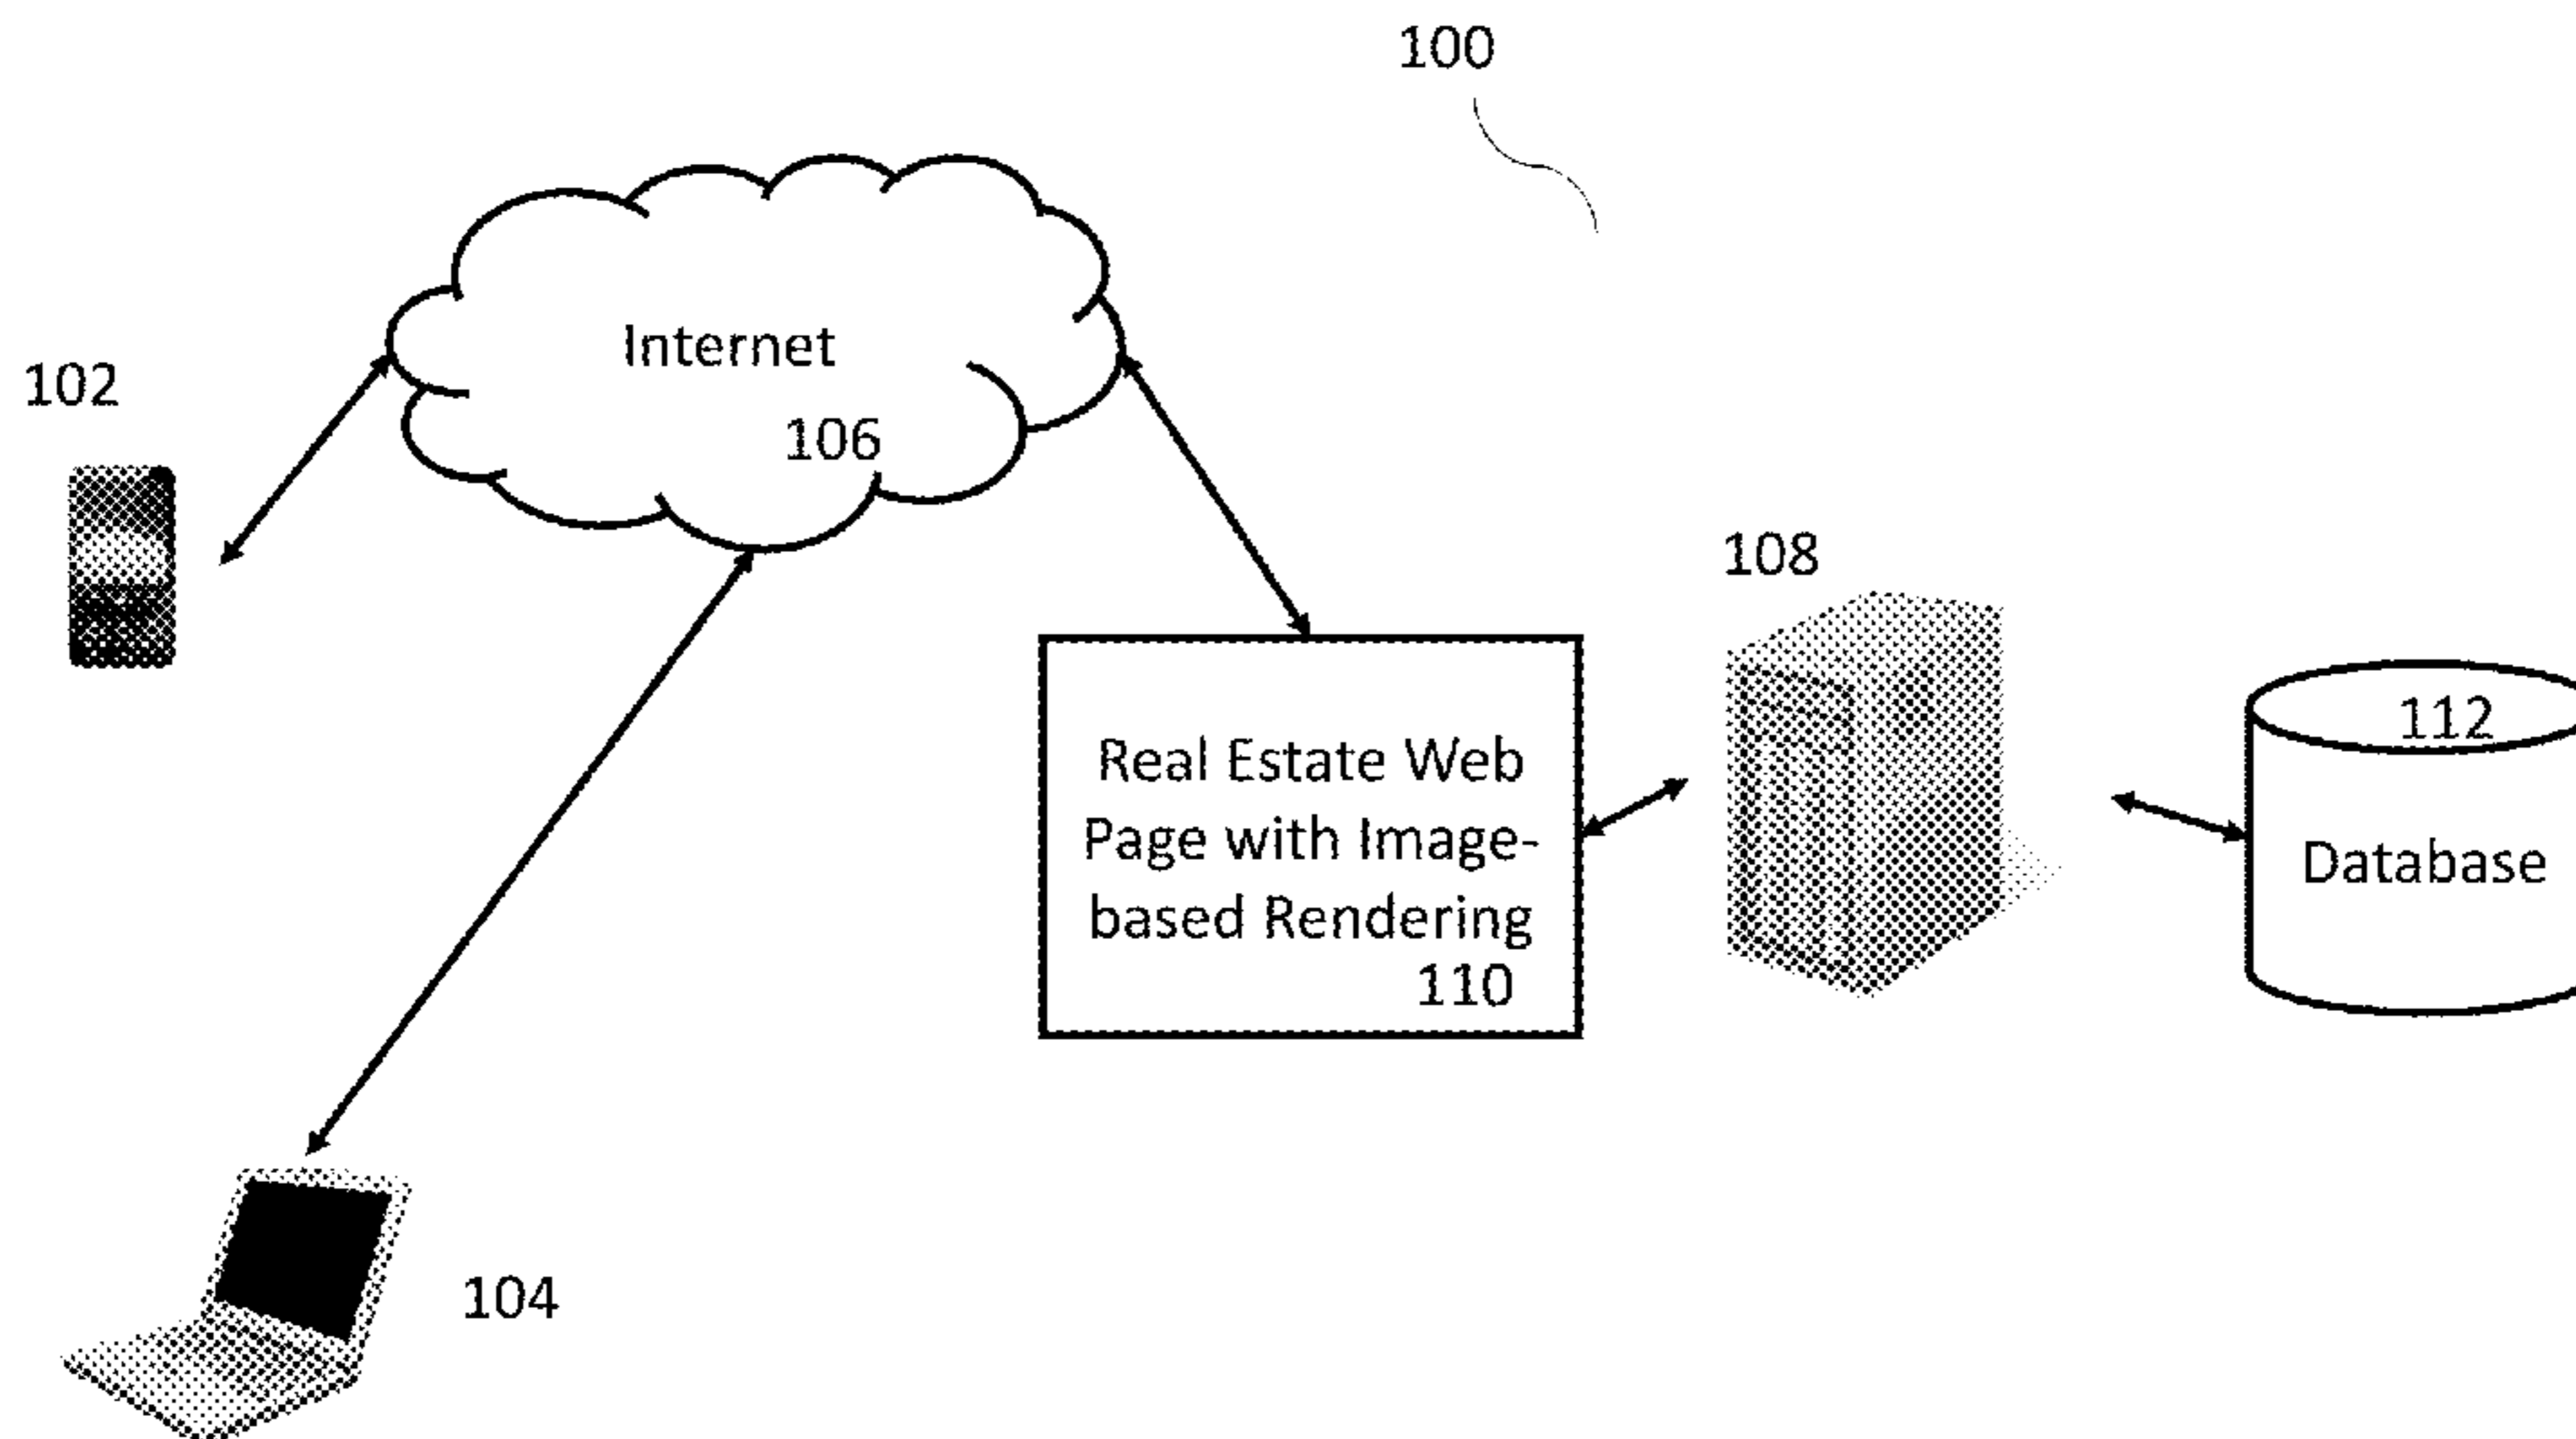 100
Internet
106
102
108
112
Real Estate Web
Page with Image-
based Rendering
110
Database
104